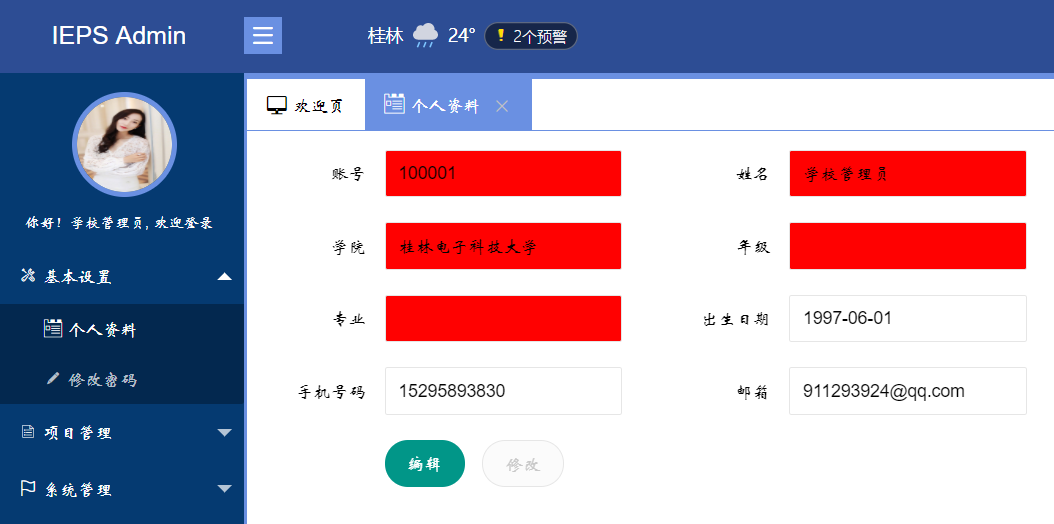 IEPS Admin
桂林 24° 2个预警
欢迎页 个人资料
你好！学校管理员, 欢迎登录
基本设置
个人资料
修改密码
项目管理
系统管理
账号 100001 姓名 学校管理员
学院 桂林电子科技大学 年级
专业 出生日期 1997-06-01
手机号码 15295893830 邮箱 911293924@qq.com
编辑 修改